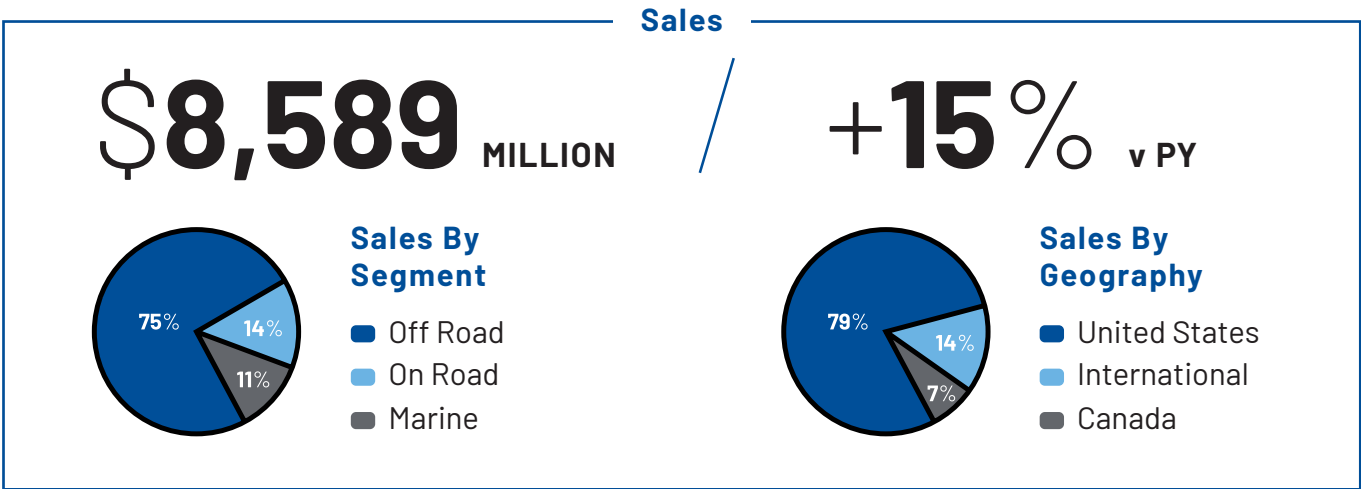 Sales
$8,589 MILLION
+15% v PY
75%
14%
11%
Sales By
Segment
Off Road
On Road
Marine
79%
14%
7%
Sales By
Geography
United States
International
Canada